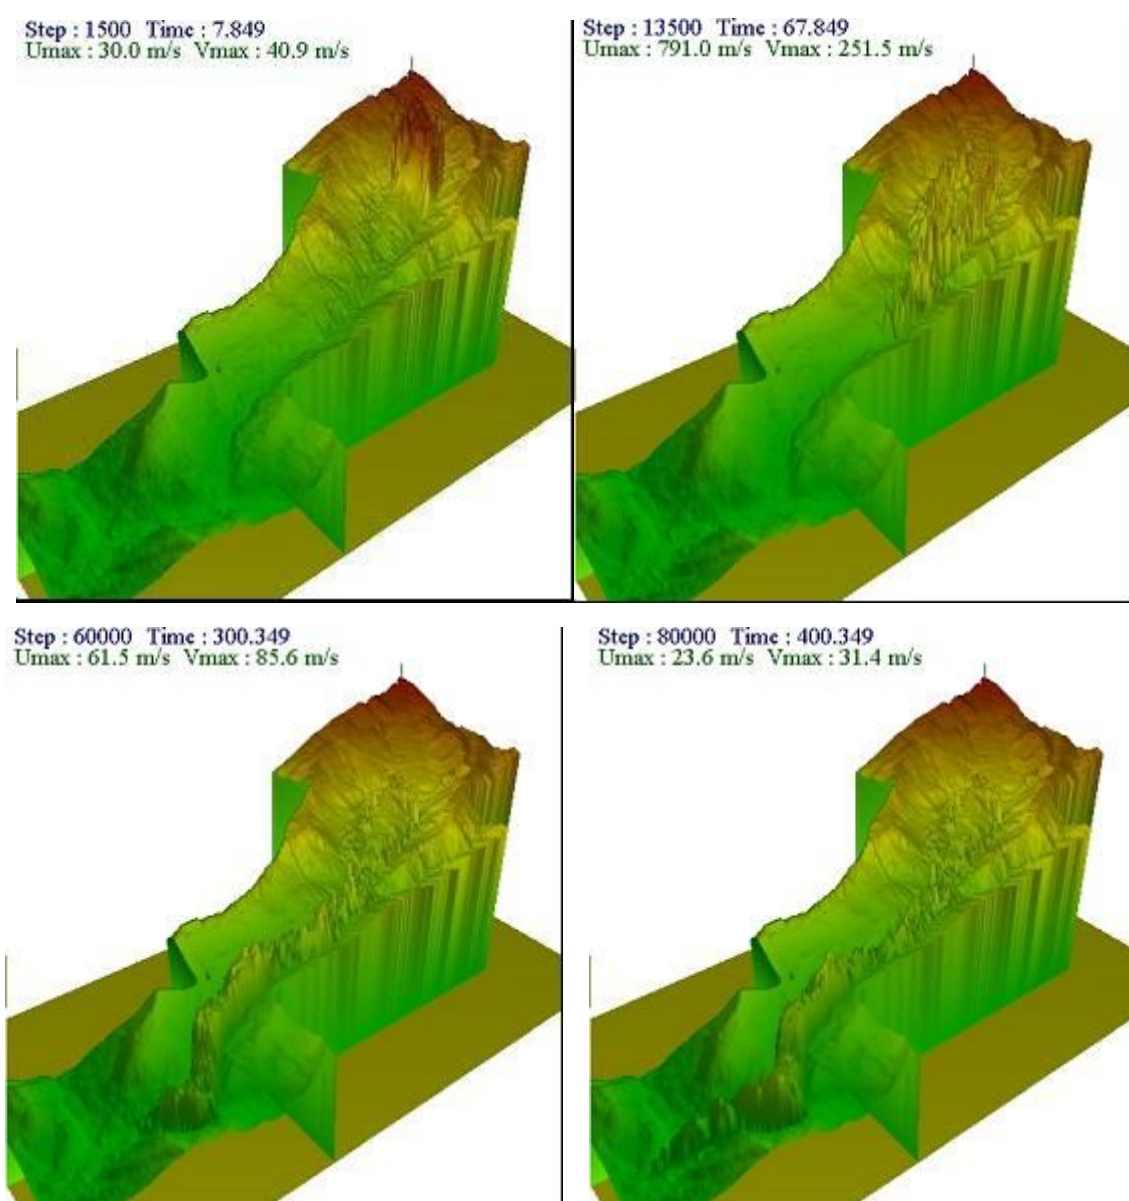 Step : 1500 Time : 7.849
Umax : 30.0 m/s Vmax : 40.9 m/s
Step : 13500 Time : 67.849
Umax : 791.0 m/s Vmax : 251.5 m/s
Step : 60000 Time : 300.349
Umax : 61.5 m/s Vmax : 85.6 m/s
Step : 80000 Time : 400.349
Umax : 23.6 m/s Vmax : 31.4 m/s